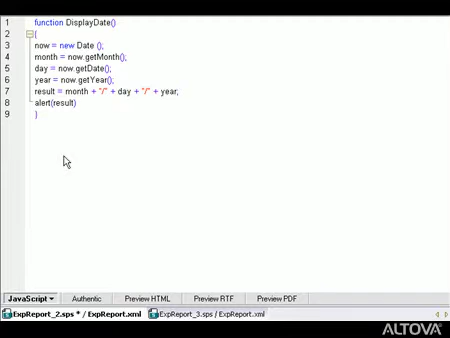 1 function DisplayDate()
2 {
3 now = new Date ();
4 month = now.getMonth();
5 day = now.getDate();
6 year = now.getYear();
7 result = month + "/" + day + "/" + year;
8 alert(result)
9 }
JavaScript Authentic Preview HTML Preview RTF Preview PDF
ExpReport_2.sps * / ExpReport.xml ExpReport_3.sps / ExpReport.xml
ALTOVA®